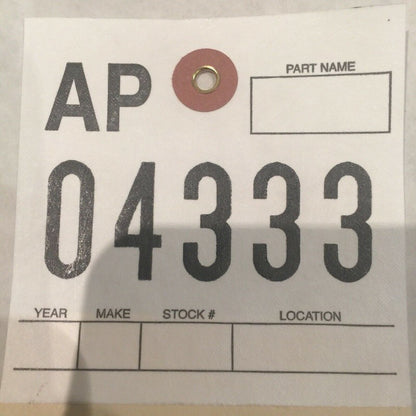 AP
PART NAME
04333
YEAR MAKE STOCK # LOCATION